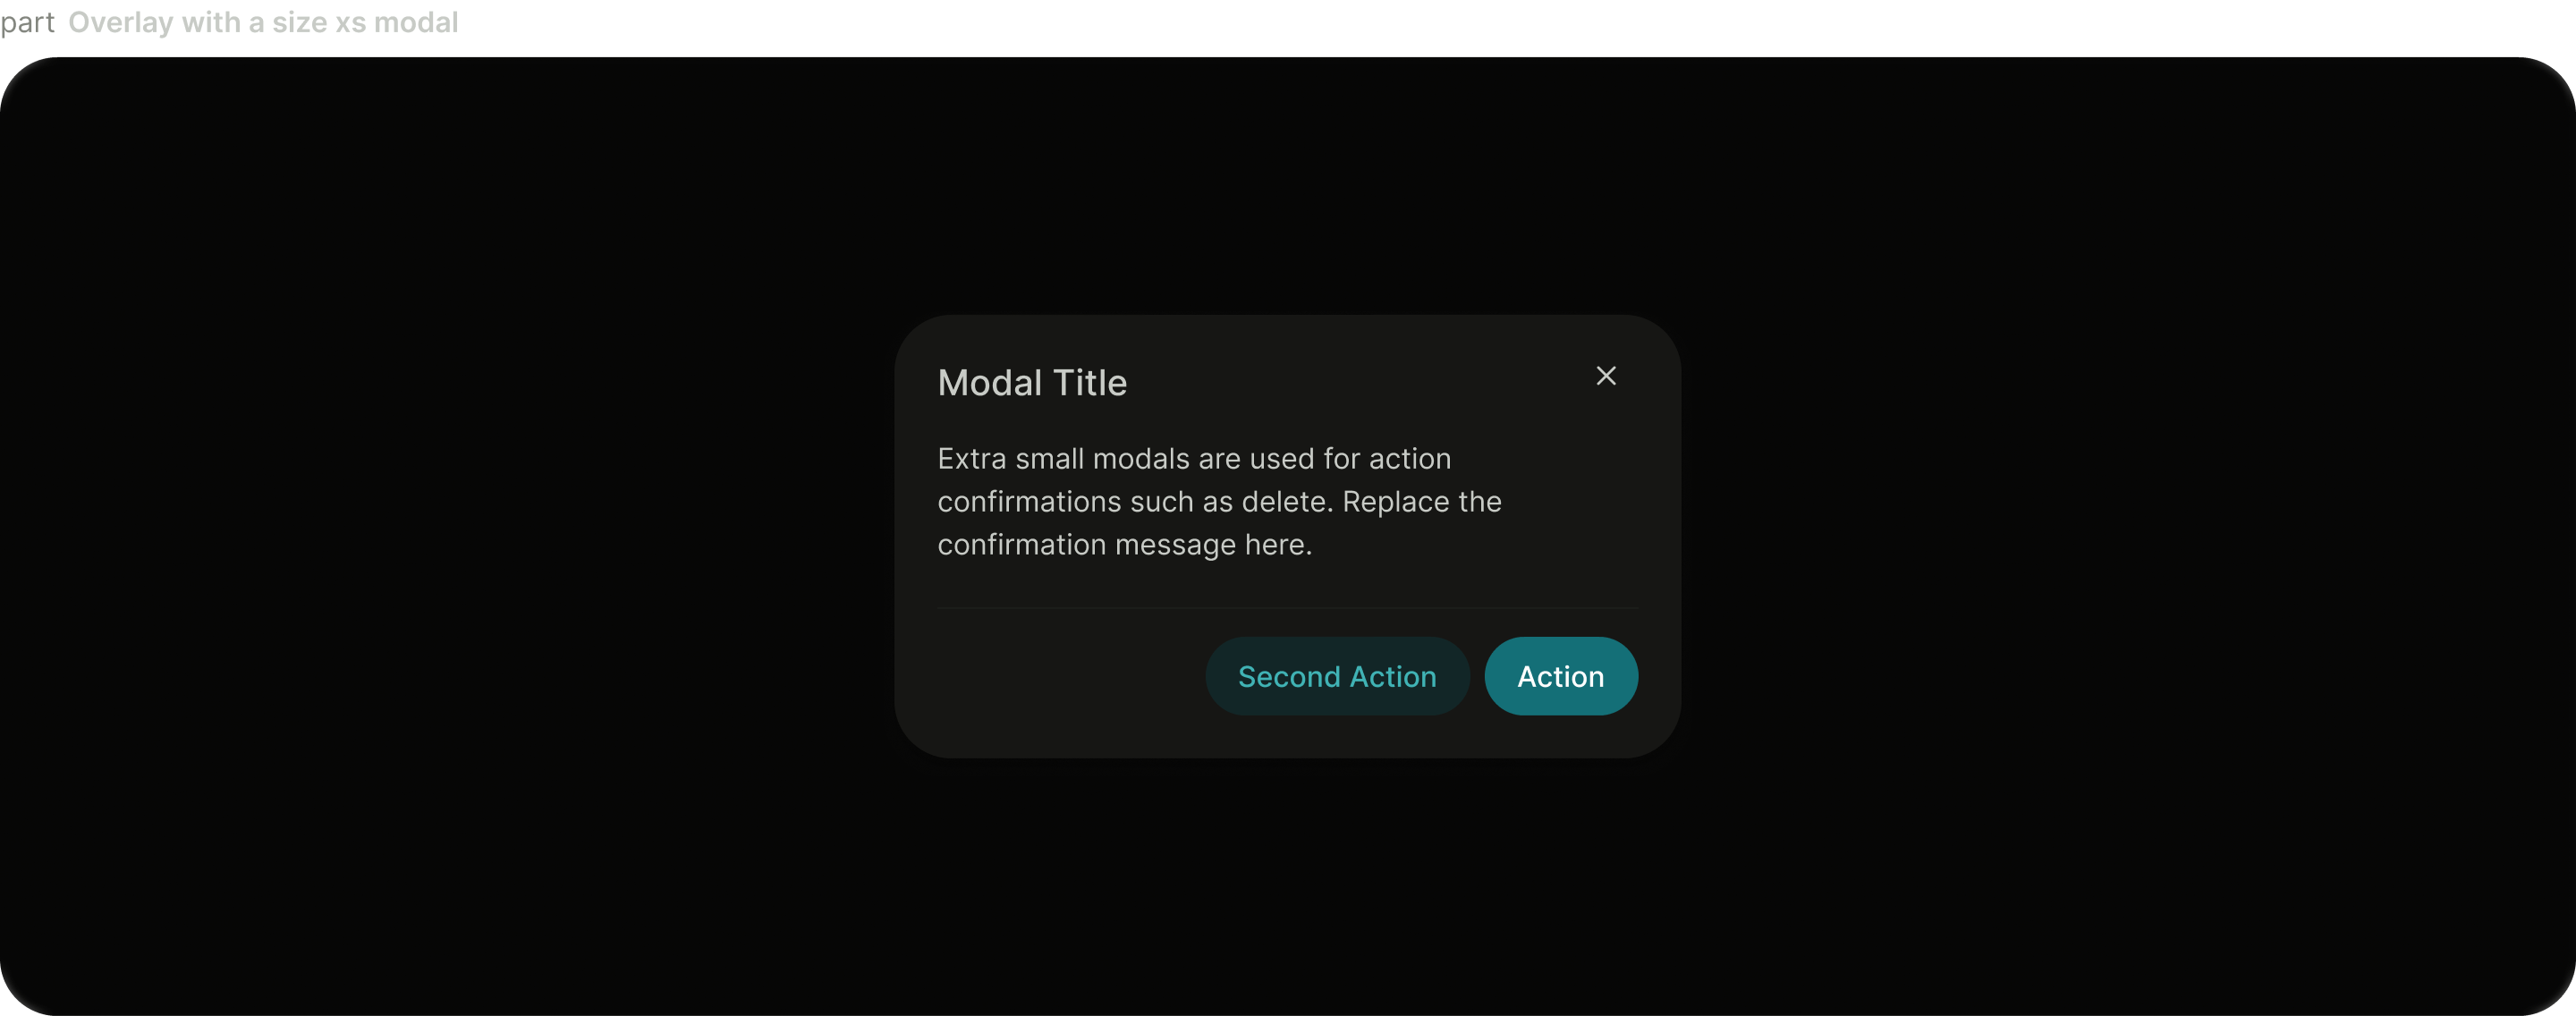 part Overlay with a size xs modal
Modal Title
Extra small modals are used for action
confirmations such as delete. Replace the
confirmation message here.
Second Action Action